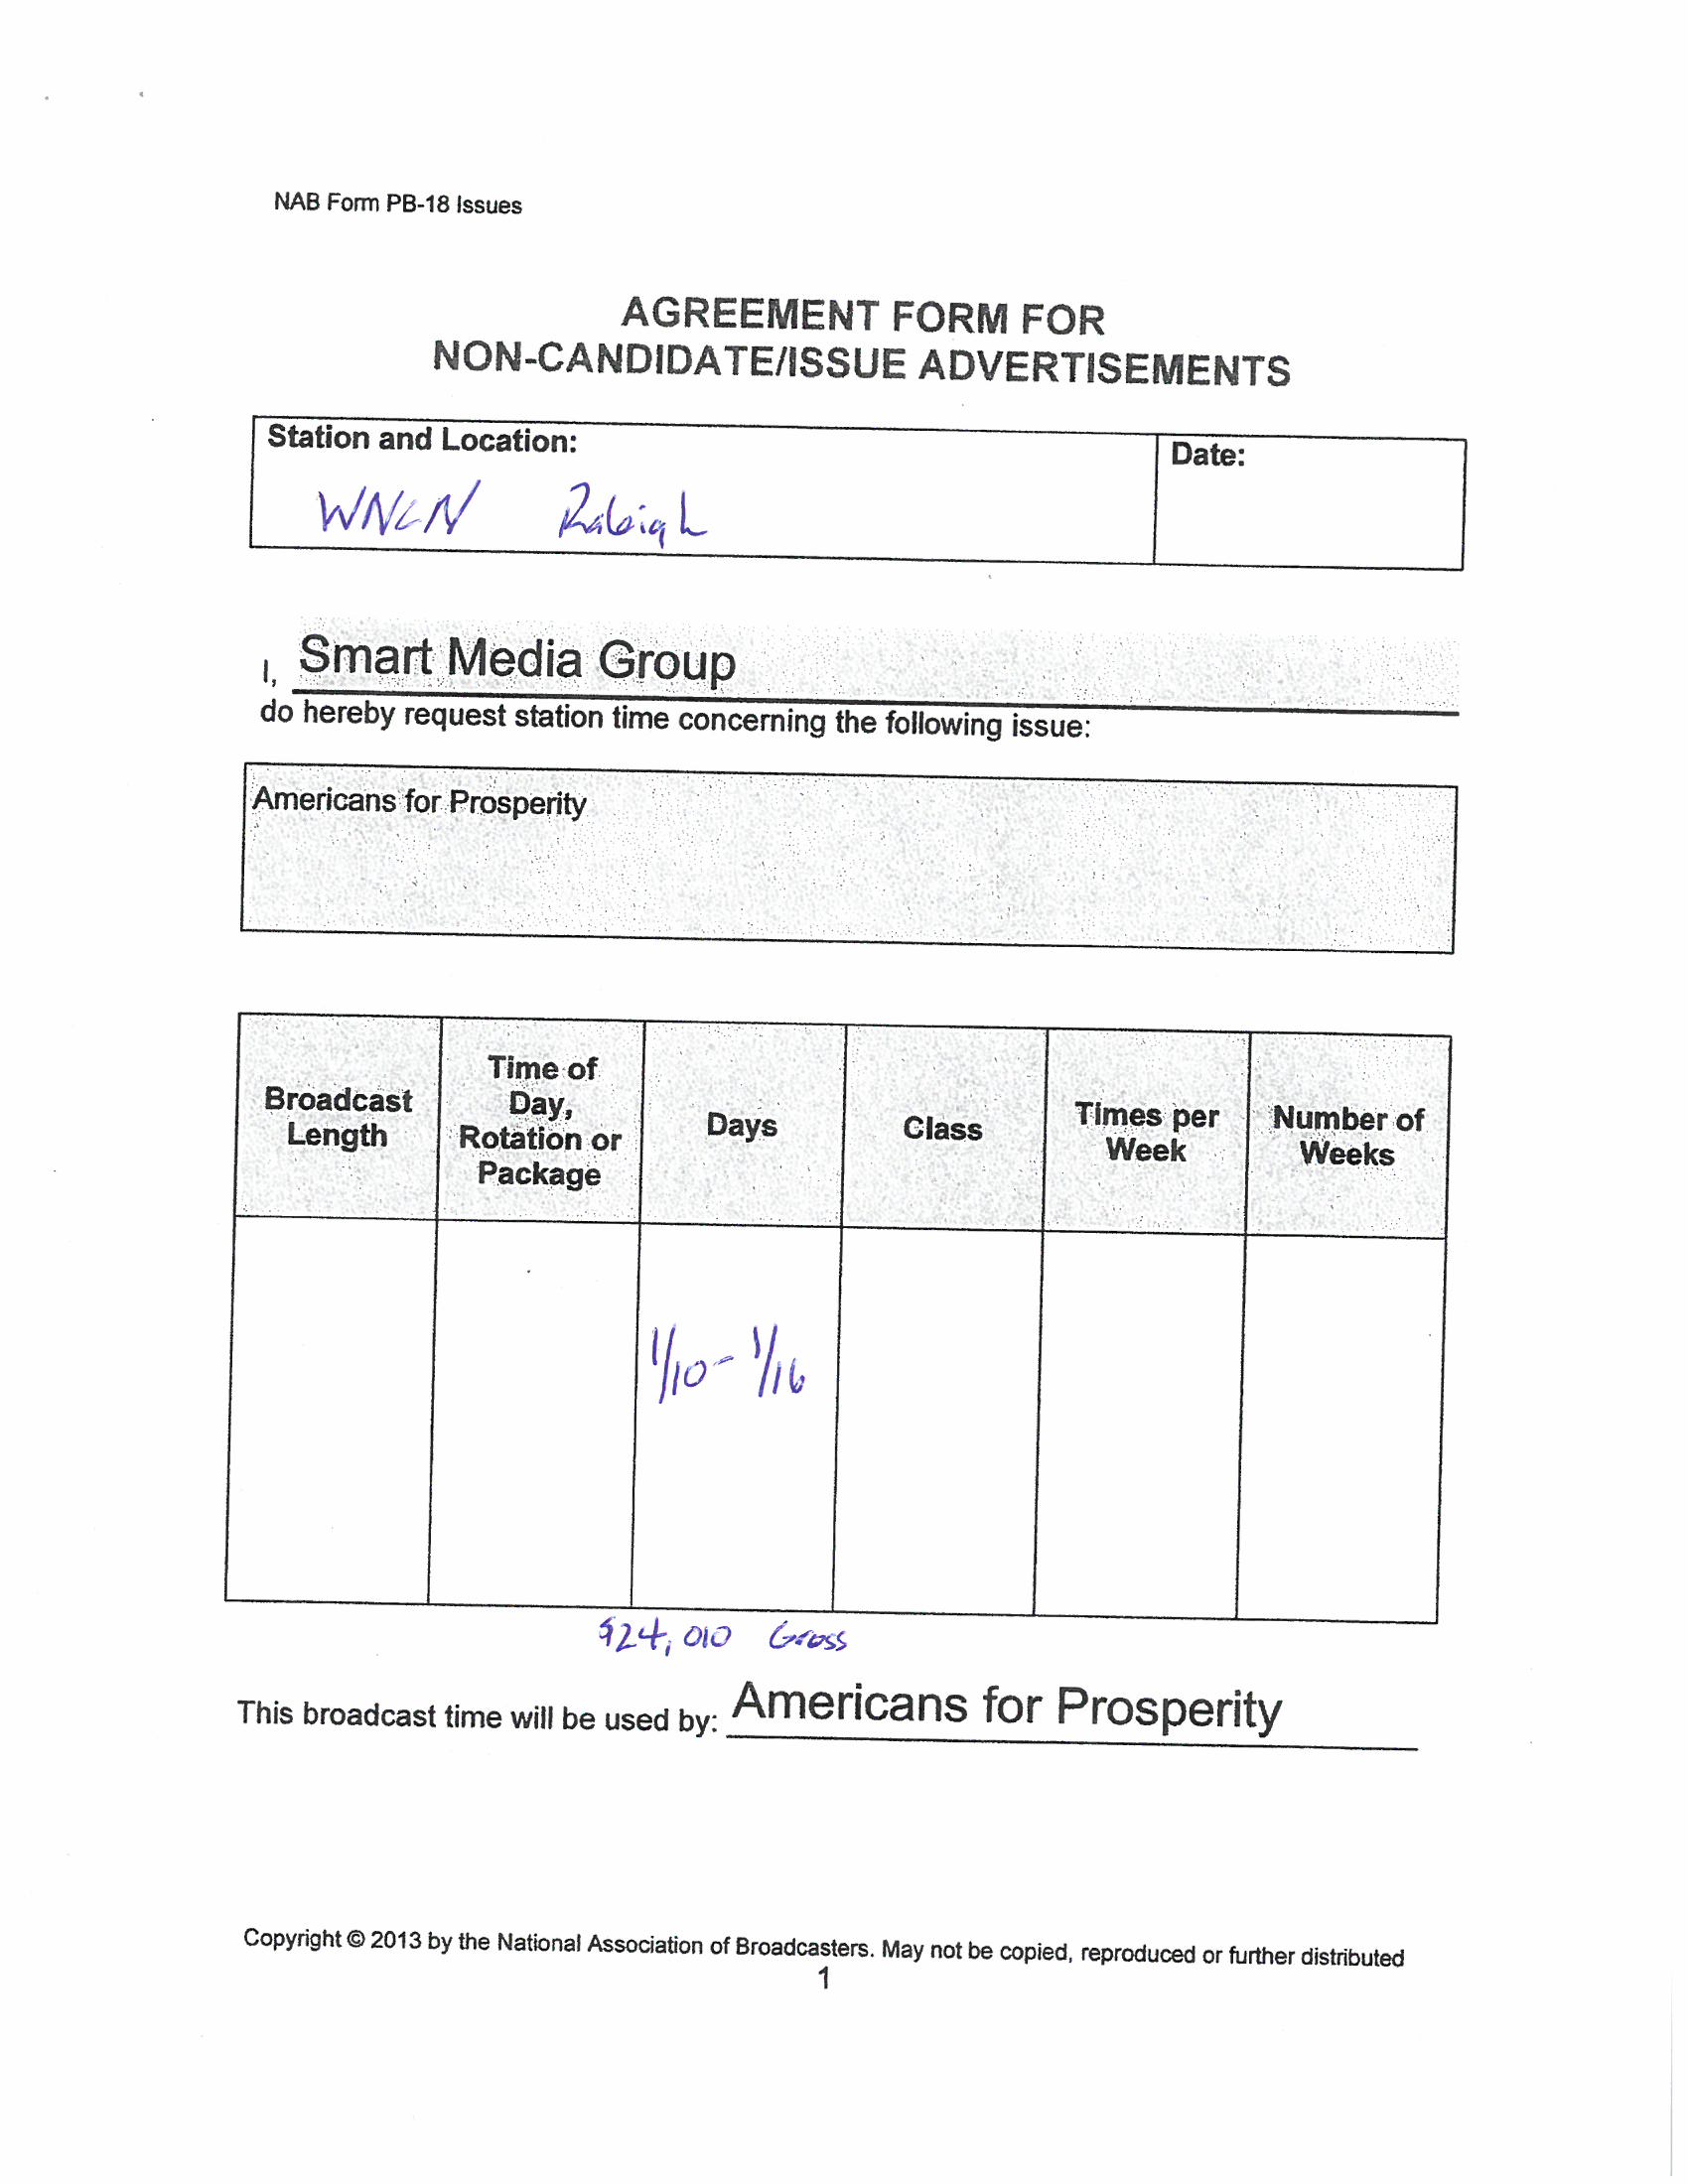 NAB Form PB-18 Issues
AGREEMENT FORM FOR
NON-CANDIDATE/ISSUE ADVERTISEMENTS
Station and Location:
Date:
WNCN Raleigh
I, Smart Media Group
do hereby request station time concerning the following issue:
Americans for Prosperity
Broadcast Length
Time of Day, Rotation or Package
Days
Class
Times per Week
Number of Weeks
1/10 - 1/16
$24,010 Gross
This broadcast time will be used by: Americans for Prosperity
Copyright © 2013 by the National Association of Broadcasters. May not be copied, reproduced or further distributed
1